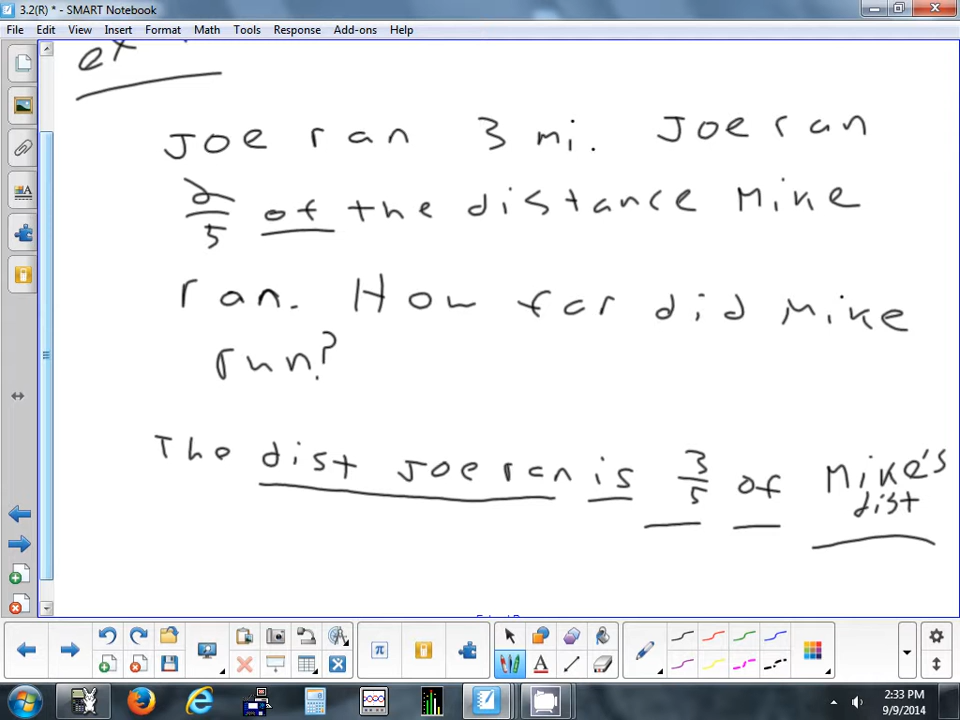 3.2(R) * - SMART Notebook
File Edit View Insert Format Math Tools Response Add-ons Help
ex
Joe ran 3 mi. Joe ran
of the distance Mike
5
ran. How far did Mike
run?
The dist Joe ran is 3/5 of Mike's
dist
π
A
2:33 PM
9/9/2014